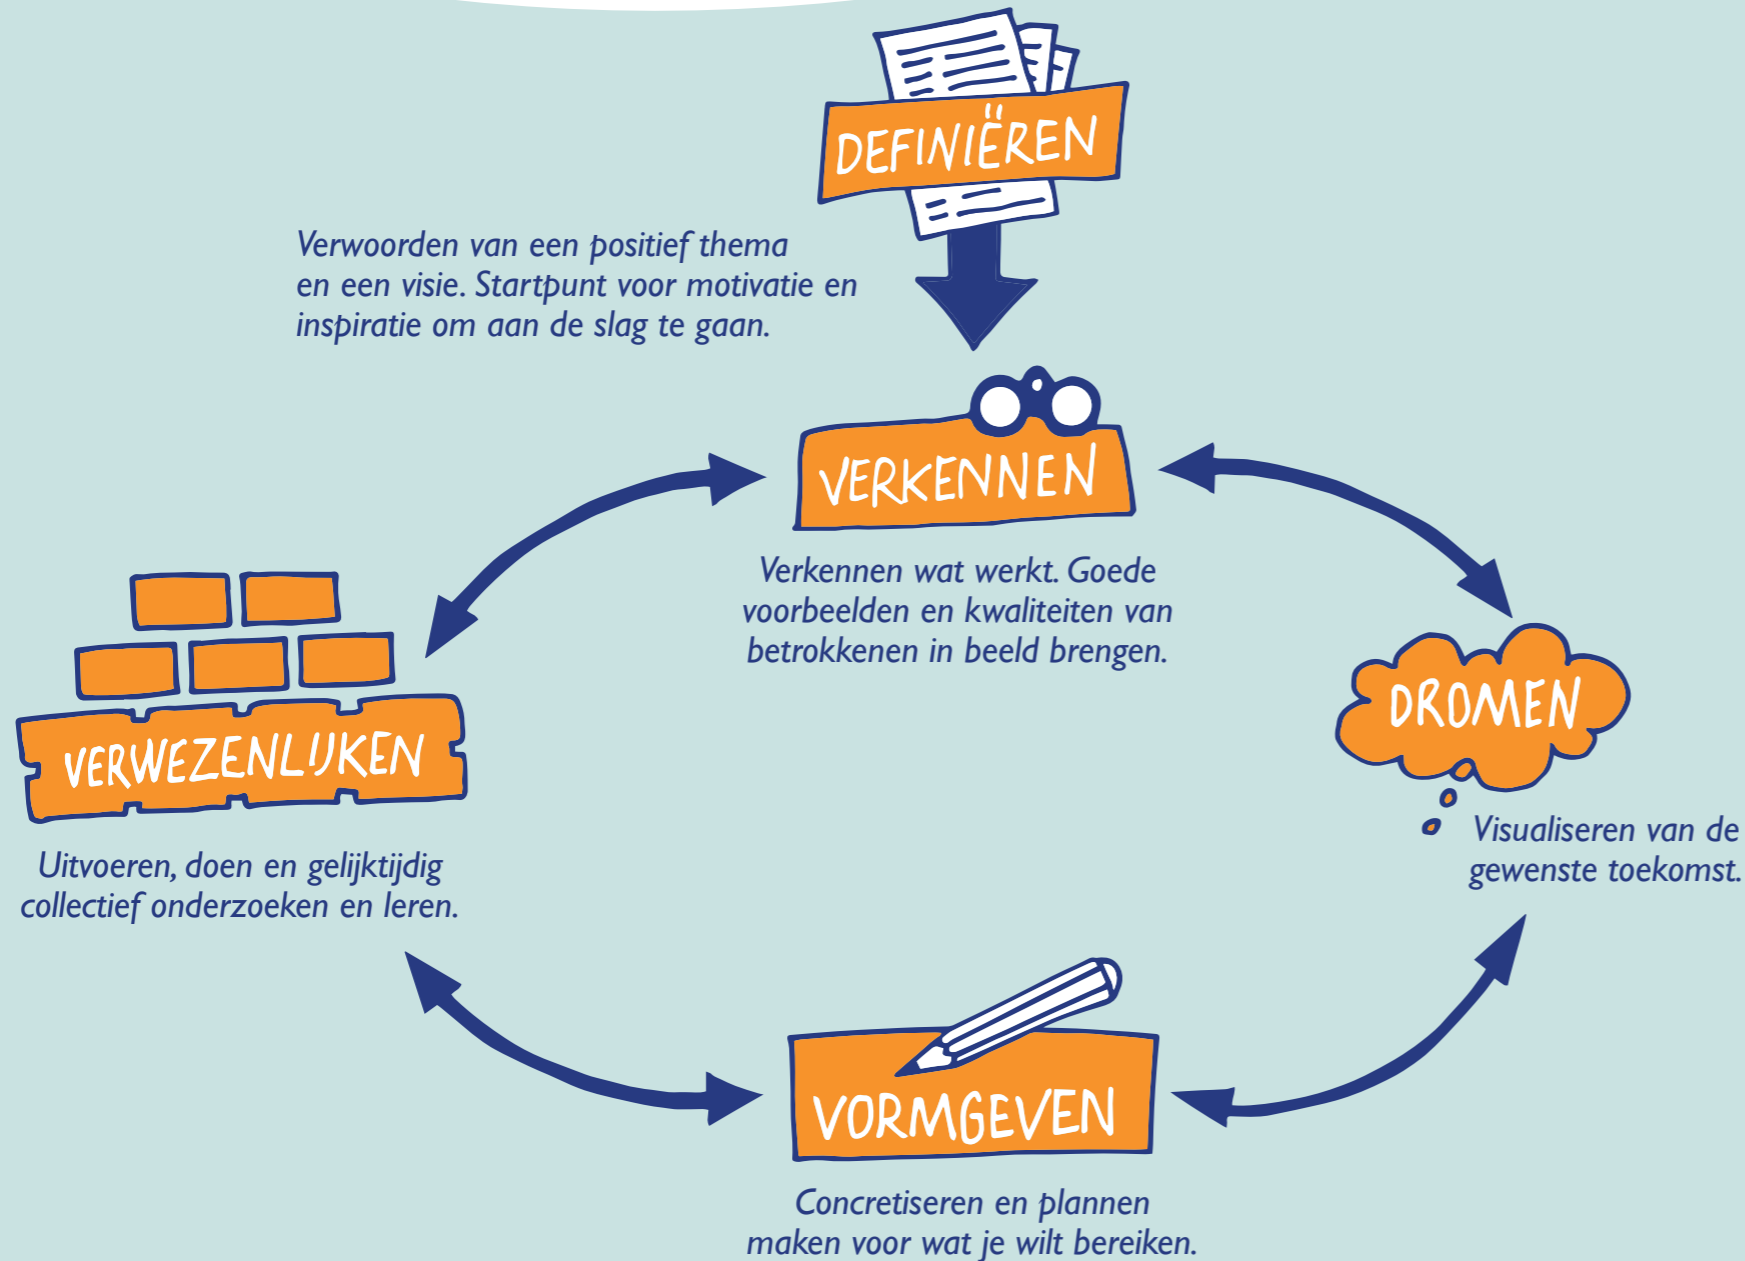 DEFINIËREN
Verwoorden van een positief thema
en een visie. Startpunt voor motivatie en
inspiratie om aan de slag te gaan.
VERKENNEN
Verkennen wat werkt. Goede
voorbeelden en kwaliteiten van
betrokkenen in beeld brengen.
DROMEN
Visualiseren van de
gewenste toekomst.
VORMGEVEN
Concretiseren en plannen
maken voor wat je wilt bereiken.
VERWEZENLIJKEN
Uitvoeren, doen en gelijktijdig
collectief onderzoeken en leren.